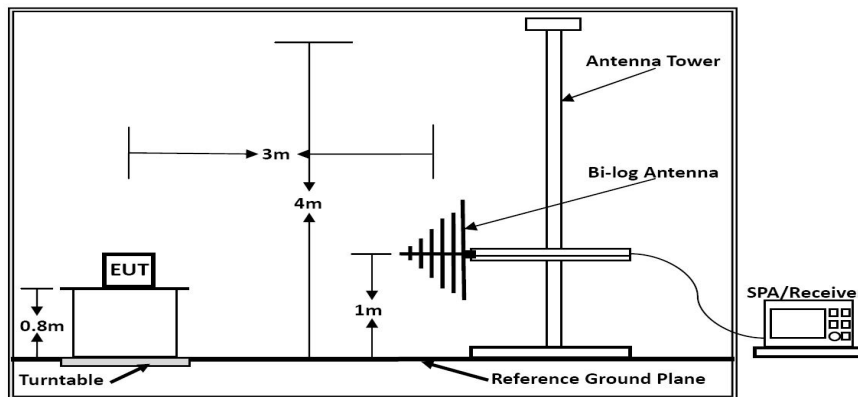 Antenna Tower
3m
Bi-log Antenna
4m
EUT
SPA/Receive
0.8m
1m
Turntable
Reference Ground Plane